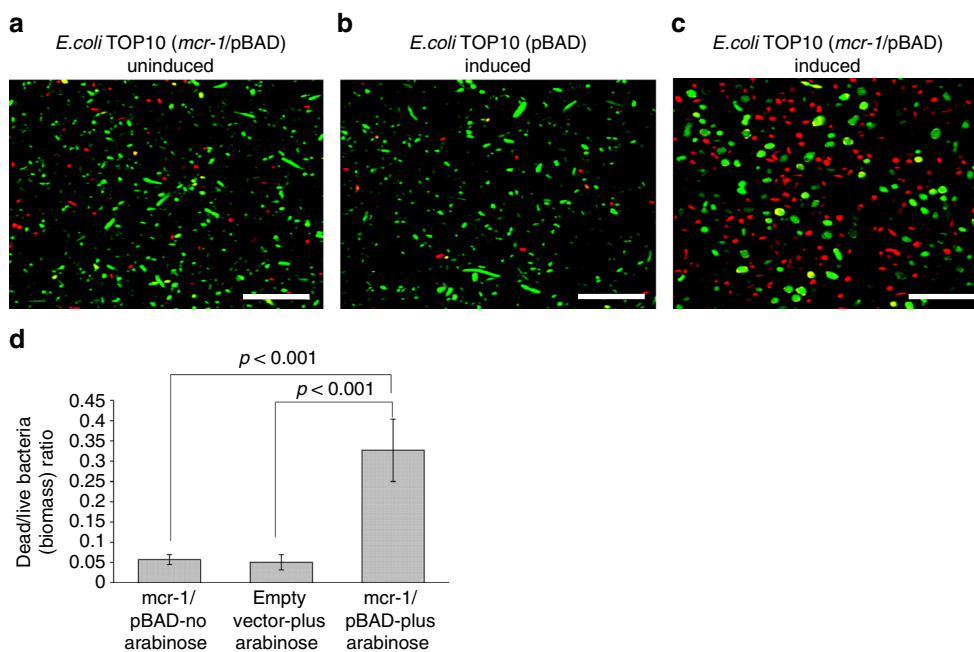 a
E.coli TOP10 (mcr-1/pBAD)
uninduced
b
E.coli TOP10 (pBAD)
induced
c
E.coli TOP10 (mcr-1/pBAD)
induced
d
p < 0.001
p < 0.001
Dead/live bacteria
(biomass) ratio
0.45
0.4
0.35
0.3
0.25
0.2
0.15
0.1
0.05
0
mcr-1/
pBAD-no
arabinose
Empty
vector-plus
arabinose
mcr-1/
pBAD-plus
arabinose